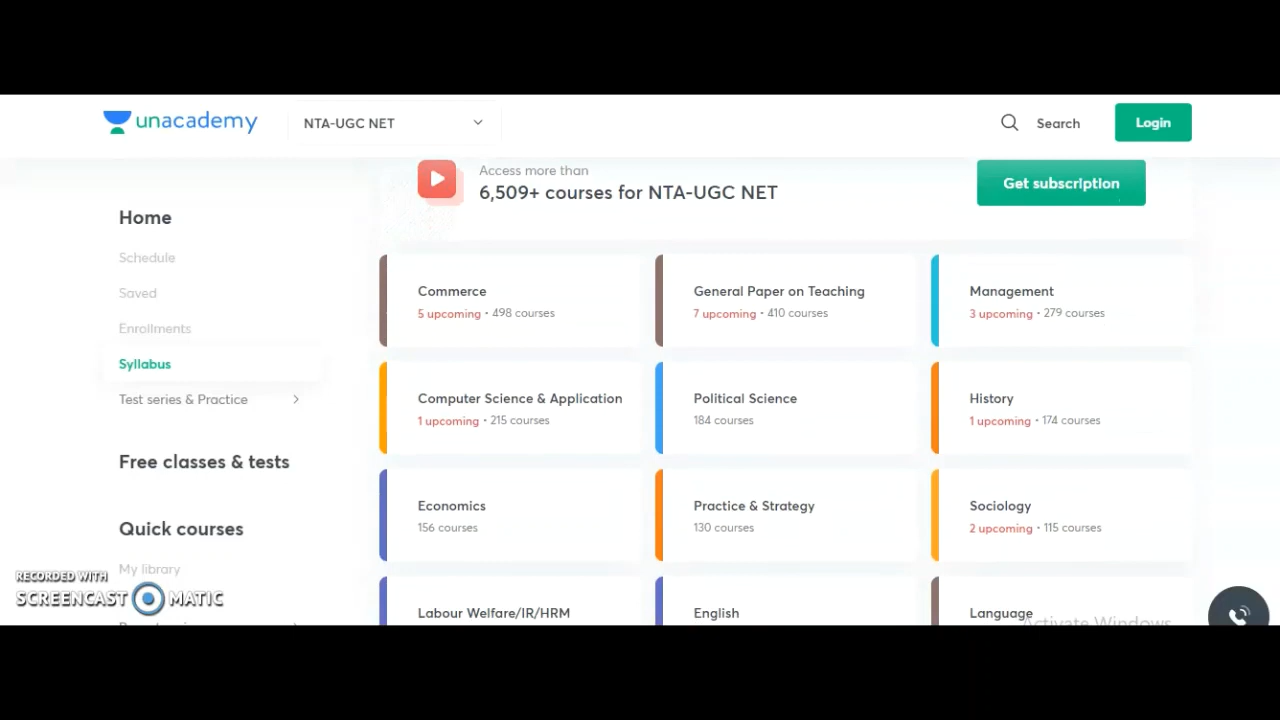 unacademy
NTA-UGC NET
Search
Login
Access more than
6,509+ courses for NTA-UGC NET
Get subscription
Home
Schedule
Saved
Enrollments
Syllabus
Test series & Practice
Free classes & tests
Quick courses
My library
Commerce
5 upcoming • 498 courses
General Paper on Teaching
7 upcoming • 410 courses
Management
3 upcoming • 279 courses
Computer Science & Application
1 upcoming • 215 courses
Political Science
184 courses
History
1 upcoming • 174 courses
Economics
156 courses
Practice & Strategy
130 courses
Sociology
2 upcoming • 115 courses
Labour Welfare/IR/HRM
English
Language
Activate Windows
RECORDED WITH
SCREENCAST MATIC